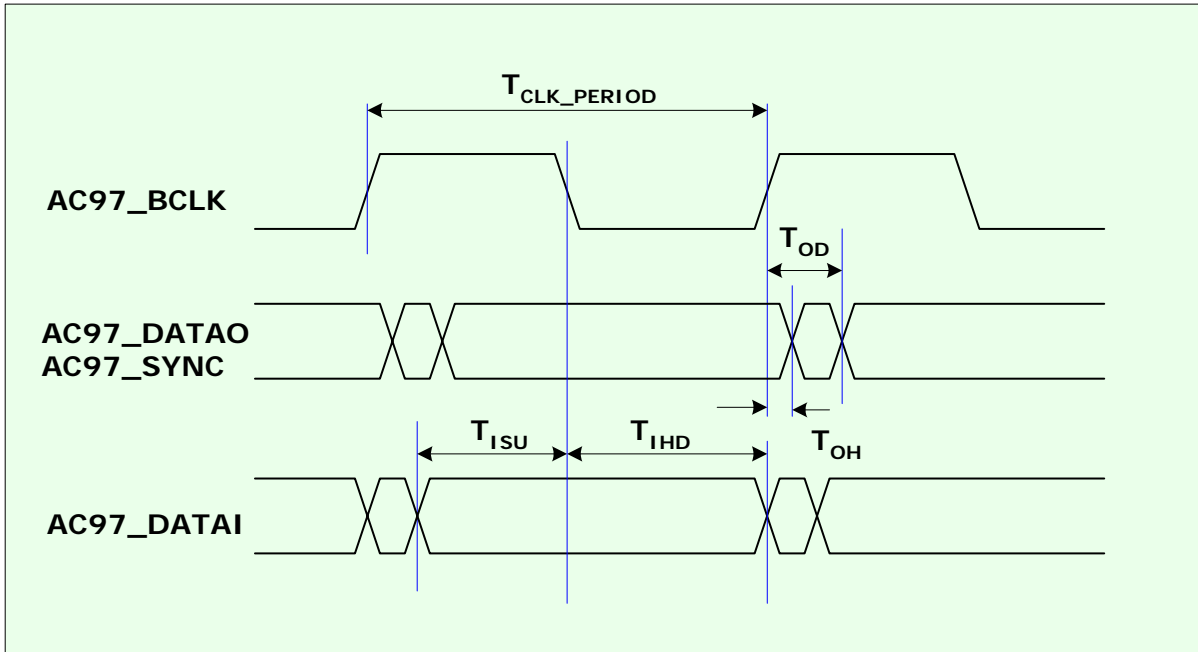 TCLK_PERIOD
AC97_BCLK
TOD
AC97_DATAO
AC97_SYNC
TISU
TIHD
TOH
AC97_DATAI